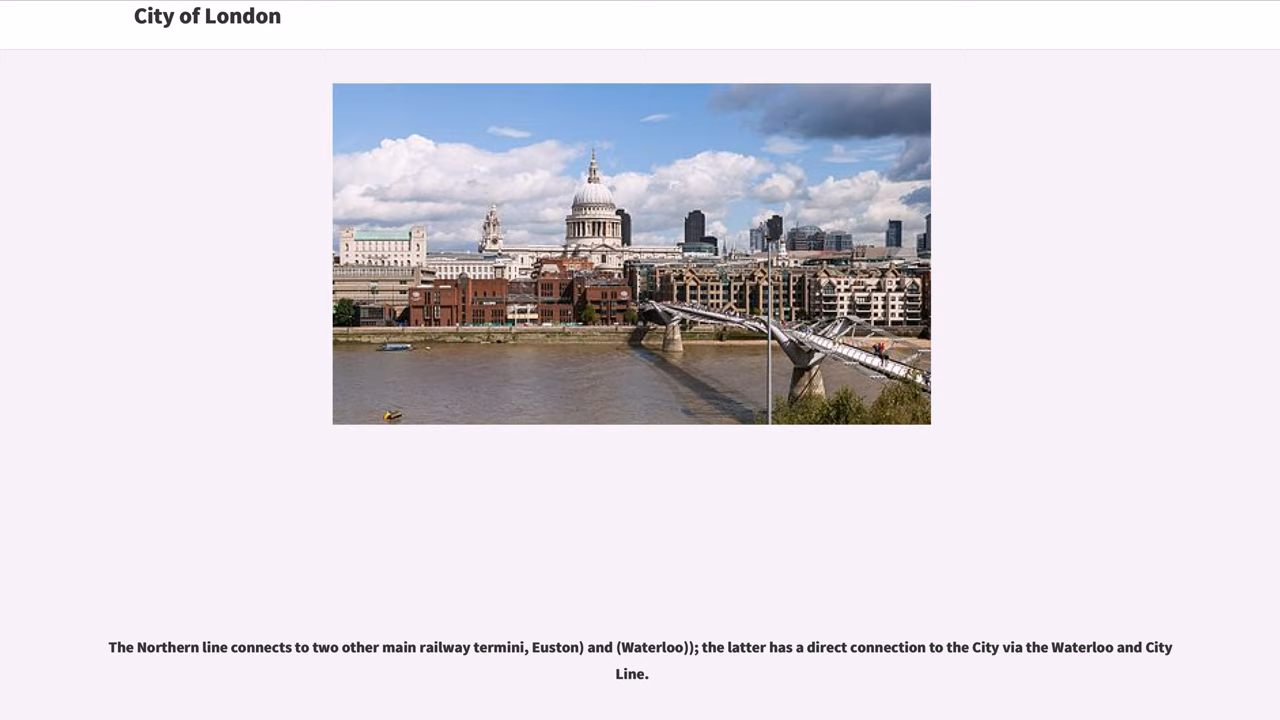 City of London
The Northern line connects to two other main railway termini, Euston) and (Waterloo)); the latter has a direct connection to the City via the Waterloo and City
Line.